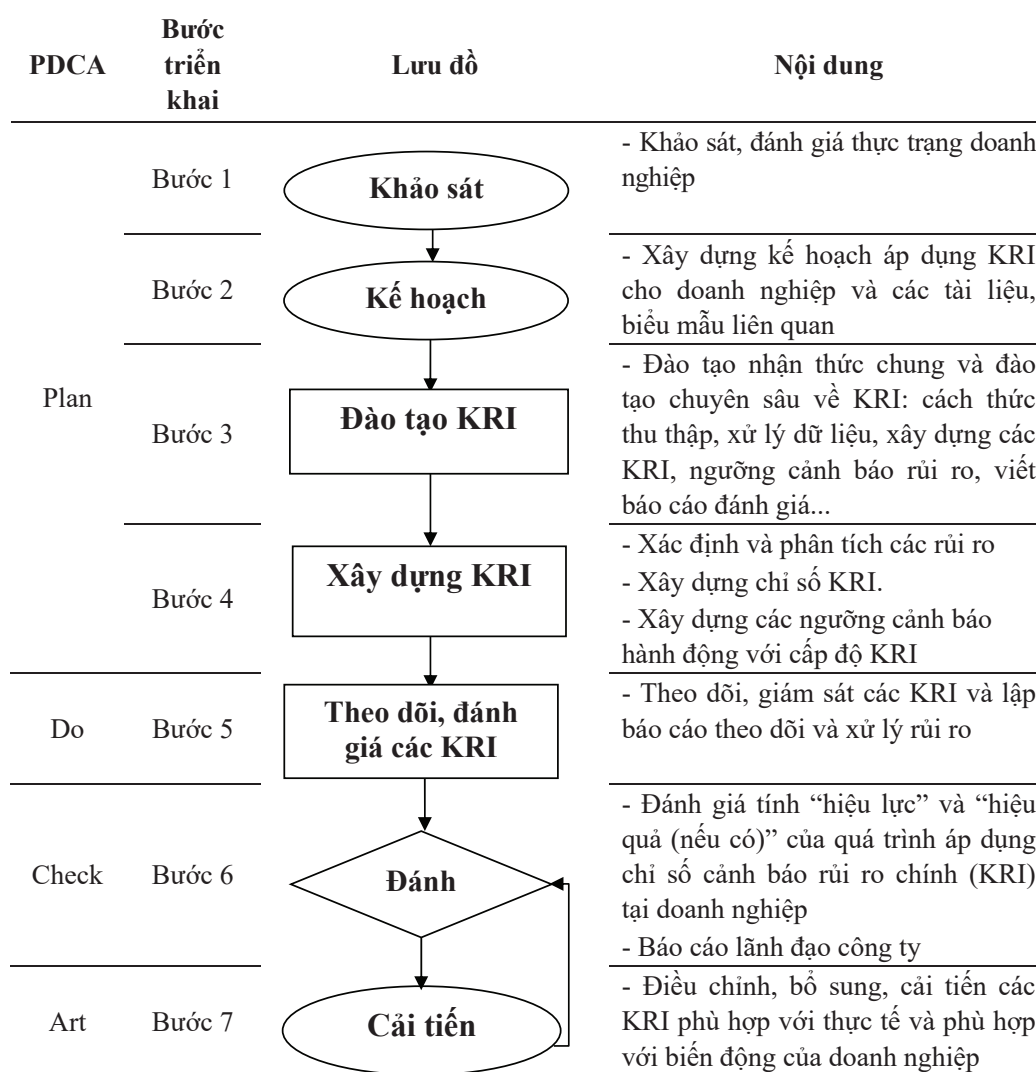 PDCA
Bước
triển
khai
Lưu đồ
Nội dung
Plan
Bước 1
Khảo sát
- Khảo sát, đánh giá thực trạng doanh
nghiệp
Bước 2
Kế hoạch
- Xây dựng kế hoạch áp dụng KRI
cho doanh nghiệp và các tài liệu,
biểu mẫu liên quan
Bước 3
Đào tạo KRI
- Đào tạo nhận thức chung và đào
tạo chuyên sâu về KRI: cách thức
thu thập, xử lý dữ liệu, xây dựng các
KRI, ngưỡng cảnh báo rủi ro, viết
báo cáo đánh giá...
Bước 4
Xây dựng KRI
- Xác định và phân tích các rủi ro
- Xây dựng chỉ số KRI.
- Xây dựng các ngưỡng cảnh báo
hành động với cấp độ KRI
Do
Bước 5
Theo dõi, đánh
giá các KRI
- Theo dõi, giám sát các KRI và lập
báo cáo theo dõi và xử lý rủi ro
Check
Bước 6
Đánh
- Đánh giá tính “hiệu lực” và “hiệu
quả (nếu có)” của quá trình áp dụng
chỉ số cảnh báo rủi ro chính (KRI)
tại doanh nghiệp
- Báo cáo lãnh đạo công ty
Art
Bước 7
Cải tiến
- Điều chỉnh, bổ sung, cải tiến các
KRI phù hợp với thực tế và phù hợp
với biến động của doanh nghiệp